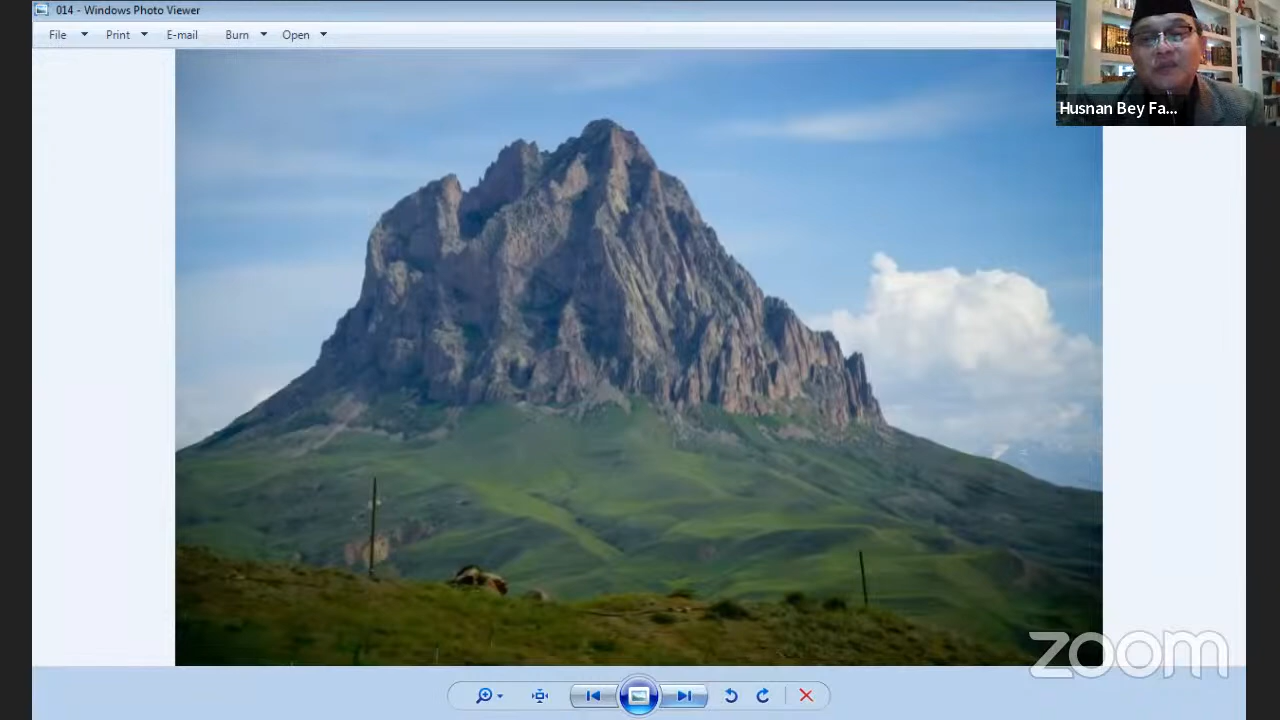 014 - Windows Photo Viewer
File Print E-mail Burn Open
Husnan Bey Fa...
zoom